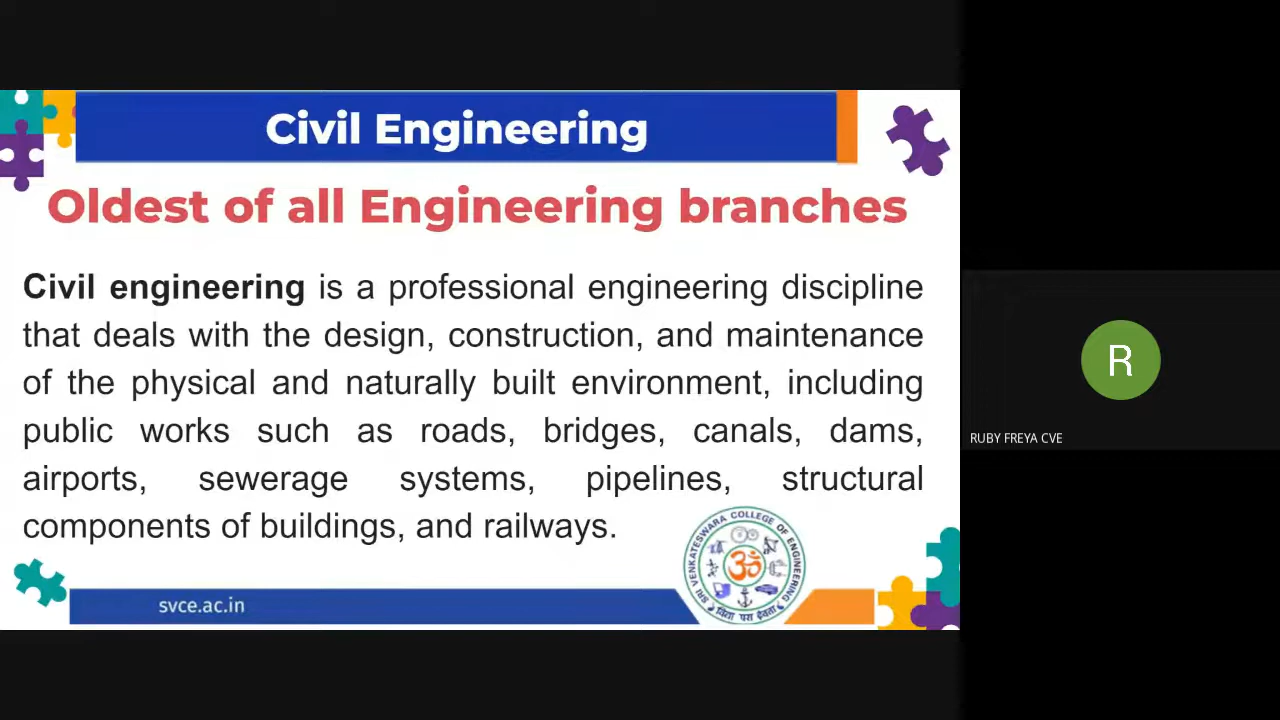 Civil Engineering
Oldest of all Engineering branches
Civil engineering is a professional engineering discipline
that deals with the design, construction, and maintenance
of the physical and naturally built environment, including
public works such as roads, bridges, canals, dams,
airports, sewerage systems, pipelines, structural
components of buildings, and railways.
SRI VENKATESWARA COLLEGE OF ENGINEERING
ॐ
विद्या परा देवता
svce.ac.in
R
RUBY FREYA CVE